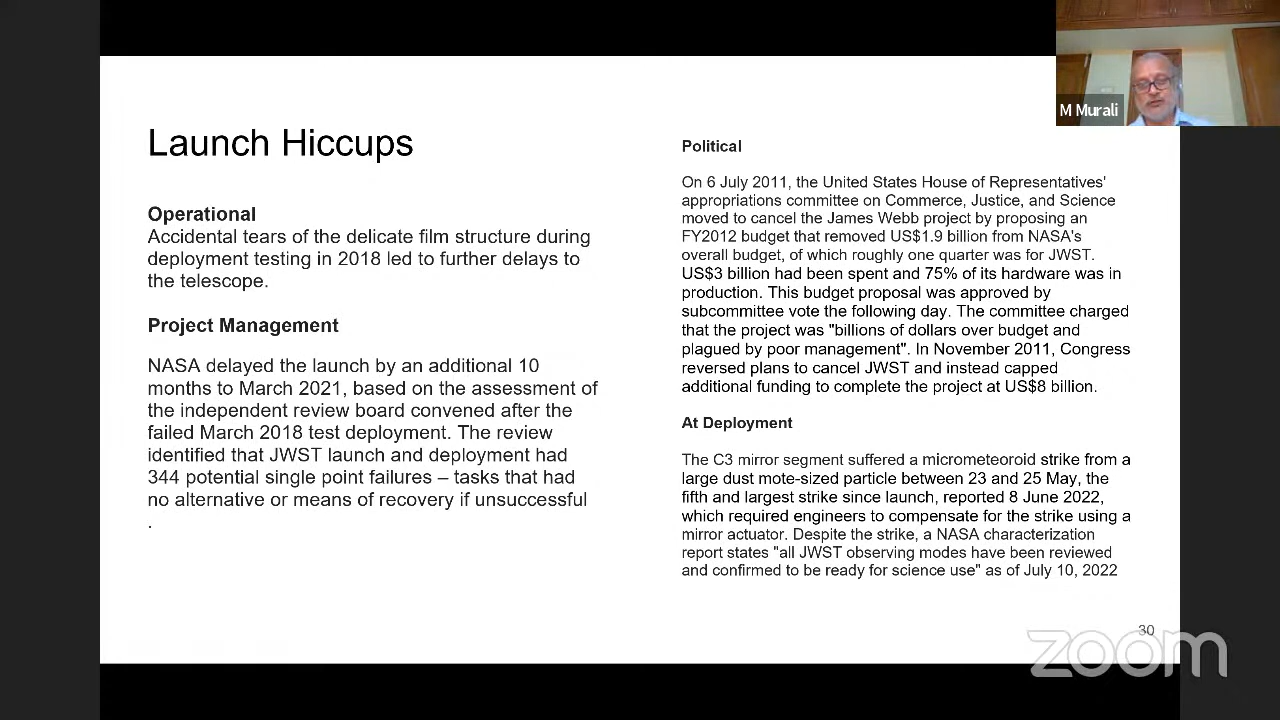 M Murali
Launch Hiccups
Operational
Accidental tears of the delicate film structure during
deployment testing in 2018 led to further delays to
the telescope.
Project Management
NASA delayed the launch by an additional 10
months to March 2021, based on the assessment of
the independent review board convened after the
failed March 2018 test deployment. The review
identified that JWST launch and deployment had
344 potential single point failures – tasks that had
no alternative or means of recovery if unsuccessful
.
Political
On 6 July 2011, the United States House of Representatives'
appropriations committee on Commerce, Justice, and Science
moved to cancel the James Webb project by proposing an
FY2012 budget that removed US$1.9 billion from NASA's
overall budget, of which roughly one quarter was for JWST.
US$3 billion had been spent and 75% of its hardware was in
production. This budget proposal was approved by
subcommittee vote the following day. The committee charged
that the project was "billions of dollars over budget and
plagued by poor management". In November 2011, Congress
reversed plans to cancel JWST and instead capped
additional funding to complete the project at US$8 billion.
At Deployment
The C3 mirror segment suffered a micrometeoroid strike from a
large dust mote-sized particle between 23 and 25 May, the
fifth and largest strike since launch, reported 8 June 2022,
which required engineers to compensate for the strike using a
mirror actuator. Despite the strike, a NASA characterization
report states "all JWST observing modes have been reviewed
and confirmed to be ready for science use" as of July 10, 2022
30
zoom